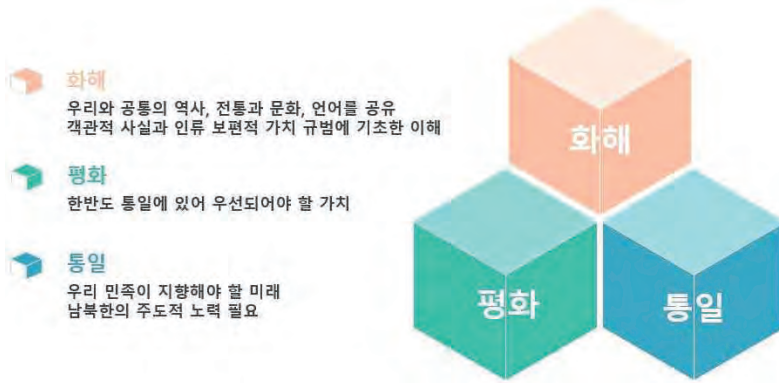 화해
우리와 공통의 역사, 전통과 문화, 언어를 공유
객관적 사실과 인류 보편적 가치 규범에 기초한 이해
평화
한반도 통일에 있어 우선되어야 할 가치
통일
우리 민족이 지향해야 할 미래
남북한의 주도적 노력 필요
화해
평화
통일